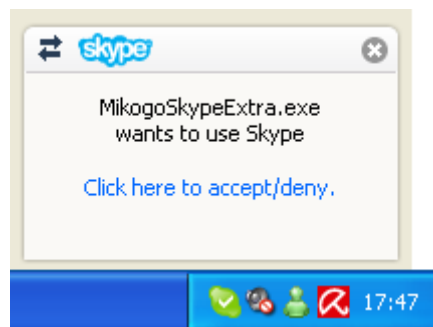 skype
MikogoSkypeExtra.exe
wants to use Skype
Click here to accept/deny.
17:47